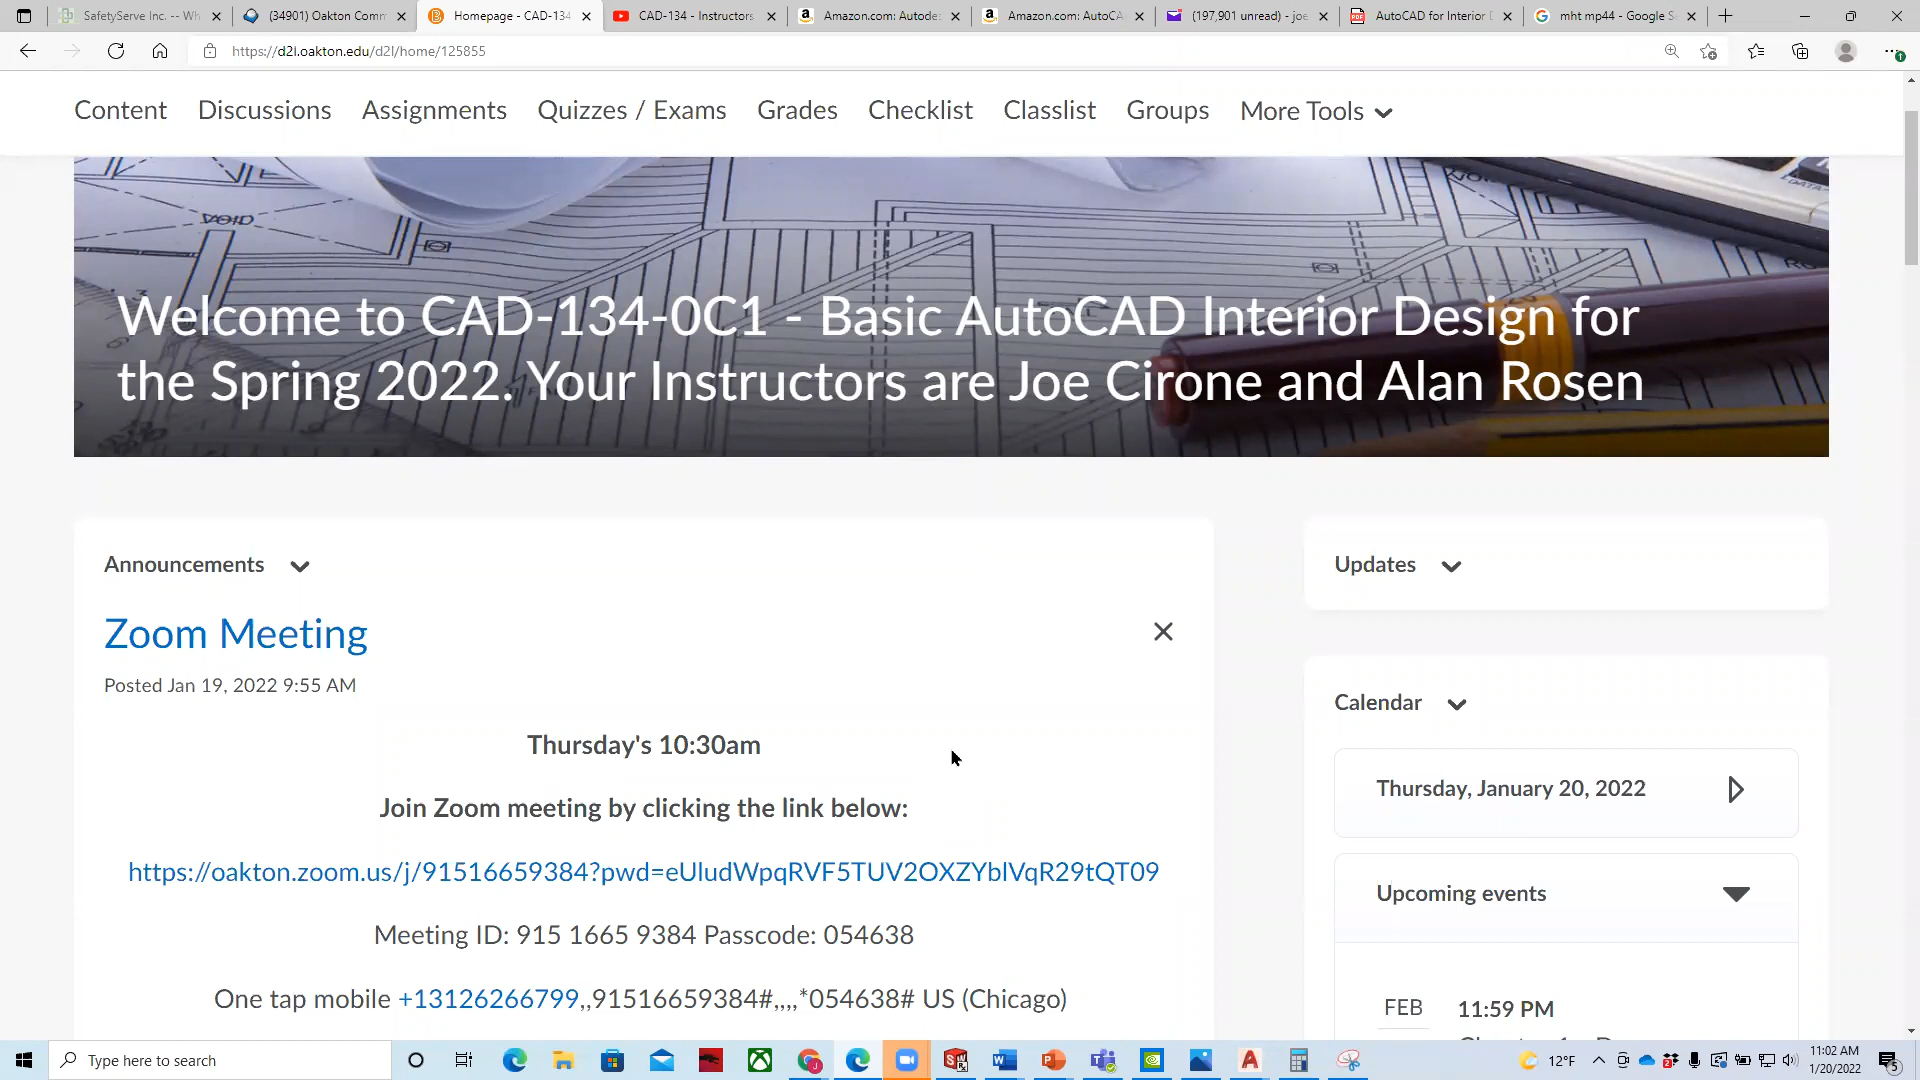 SafetyServe Inc. -- Wh
(34901) Oakton Comm
Homepage - CAD-134
CAD-134 - Instructors
Amazon.com: Autode
Amazon.com: AutoCA
(197,901 unread) - joe
AutoCAD for Interior D
mht mp44 - Google Se
https://d2l.oakton.edu/d2l/home/125855
Content Discussions Assignments Quizzes / Exams Grades Checklist Classlist Groups More Tools
VOID
Welcome to CAD-134-0C1 - Basic AutoCAD Interior Design for
the Spring 2022. Your Instructors are Joe Cirone and Alan Rosen
Announcements
Zoom Meeting
Posted Jan 19, 2022 9:55 AM
Thursday's 10:30am
Join Zoom meeting by clicking the link below:
https://oakton.zoom.us/j/91516659384?pwd=eUludWpqRVF5TUV2OXZYblVqR29tQT09
Meeting ID: 915 1665 9384 Passcode: 054638
One tap mobile +13126266799,,91516659384#,,,,*054638# US (Chicago)
Updates
Calendar
Thursday, January 20, 2022
Upcoming events
FEB 11:59 PM
Type here to search
12°F
11:02 AM
1/20/2022
5